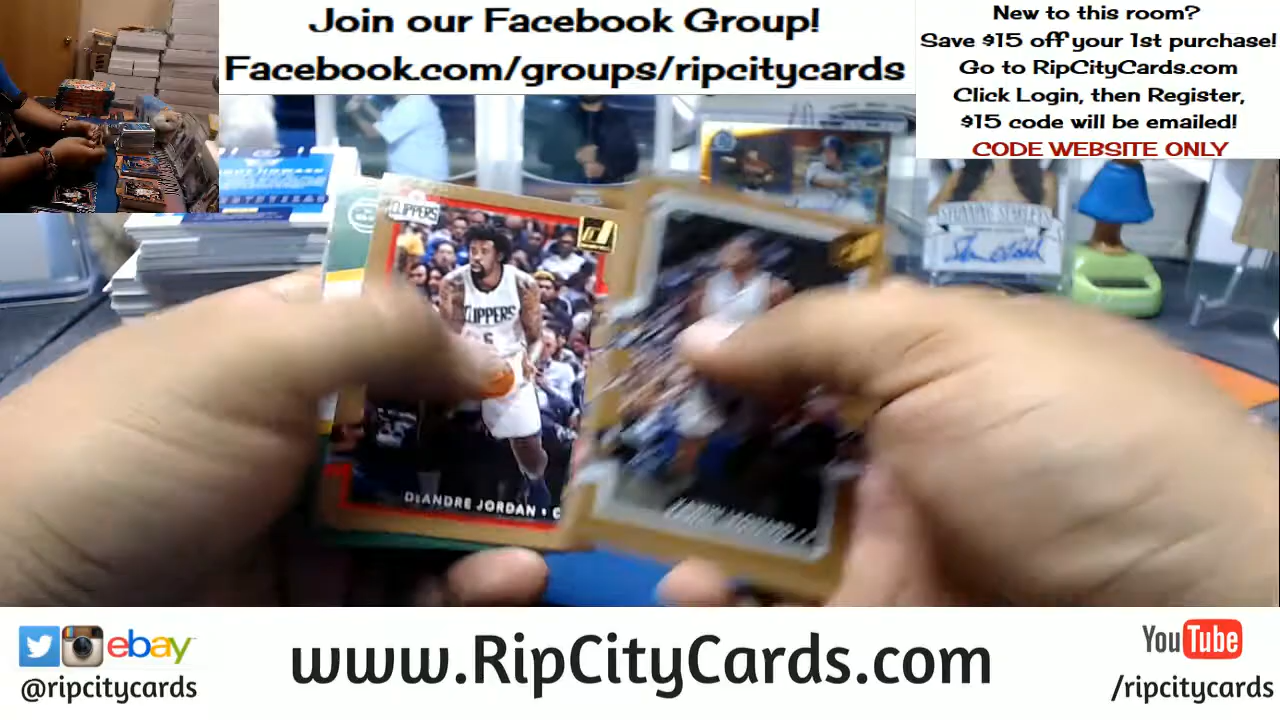 Join our Facebook Group!
Facebook.com/groups/ripcitycards
New to this room?
Save $15 off your 1st purchase!
Go to RipCityCards.com
Click Login, then Register,
$15 code will be emailed!
CODE WEBSITE ONLY
CLIPPERS
CLIPPERS
DEANDRE JORDAN • C
ebay
@ripcitycards
www.RipCityCards.com
YouTube
/ripcitycards